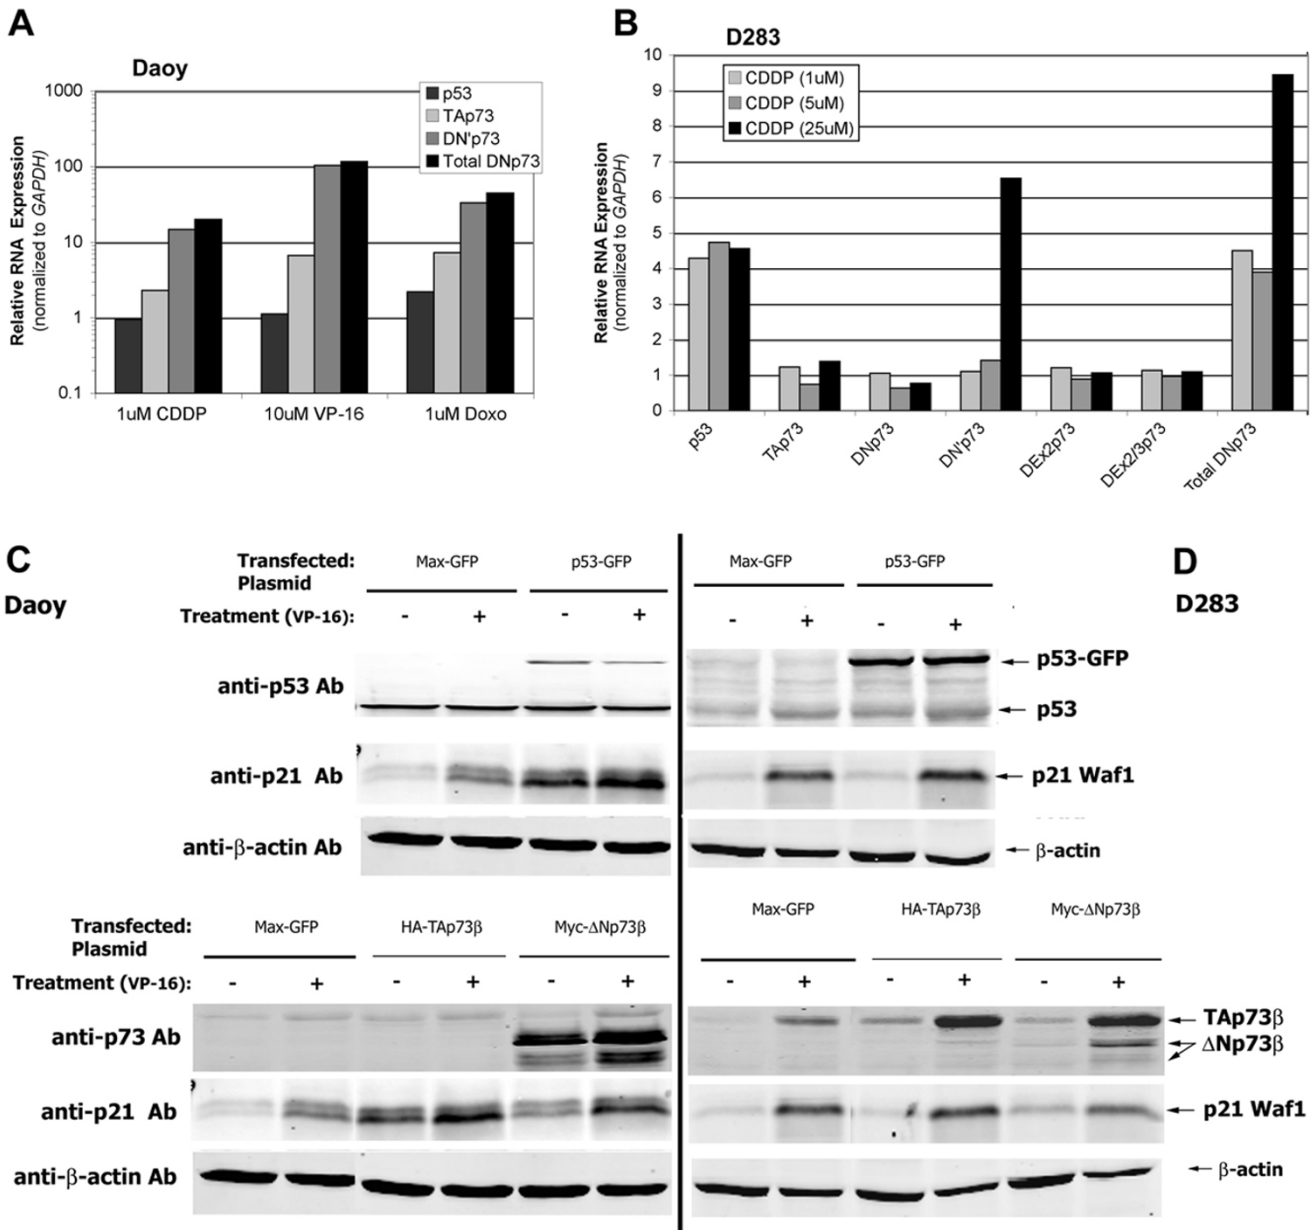 A
Daoy
1000
100
10
1
0.1
Relative RNA Expression
(normalized to GAPDH)
p53
TAp73
DN'p73
Total DNp73
1uM CDDP
10uM VP-16
1uM Doxo
B
D283
10
9
8
7
6
5
4
3
2
1
0
Relative RNA Expression
(normalized to GAPDH)
CDDP (1uM)
CDDP (5uM)
CDDP (25uM)
p53
TAp73
DNp73
DN'p73
DEx2p73
DEx2/3p73
Total DNp73
C
Daoy
Transfected:
Plasmid
Max-GFP
p53-GFP
Treatment (VP-16):
- + - +
anti-p53 Ab
anti-p21 Ab
anti-β-actin Ab
Transfected:
Plasmid
Max-GFP
HA-TAp73β
Myc-ΔNp73β
Treatment (VP-16):
- + - + - +
anti-p73 Ab
anti-p21 Ab
anti-β-actin Ab
D
D283
Max-GFP
p53-GFP
- + - +
p53-GFP
p53
p21 Waf1
β-actin
Max-GFP
HA-TAp73β
Myc-ΔNp73β
- + - + - +
TAp73β
ΔNp73β
p21 Waf1
β-actin